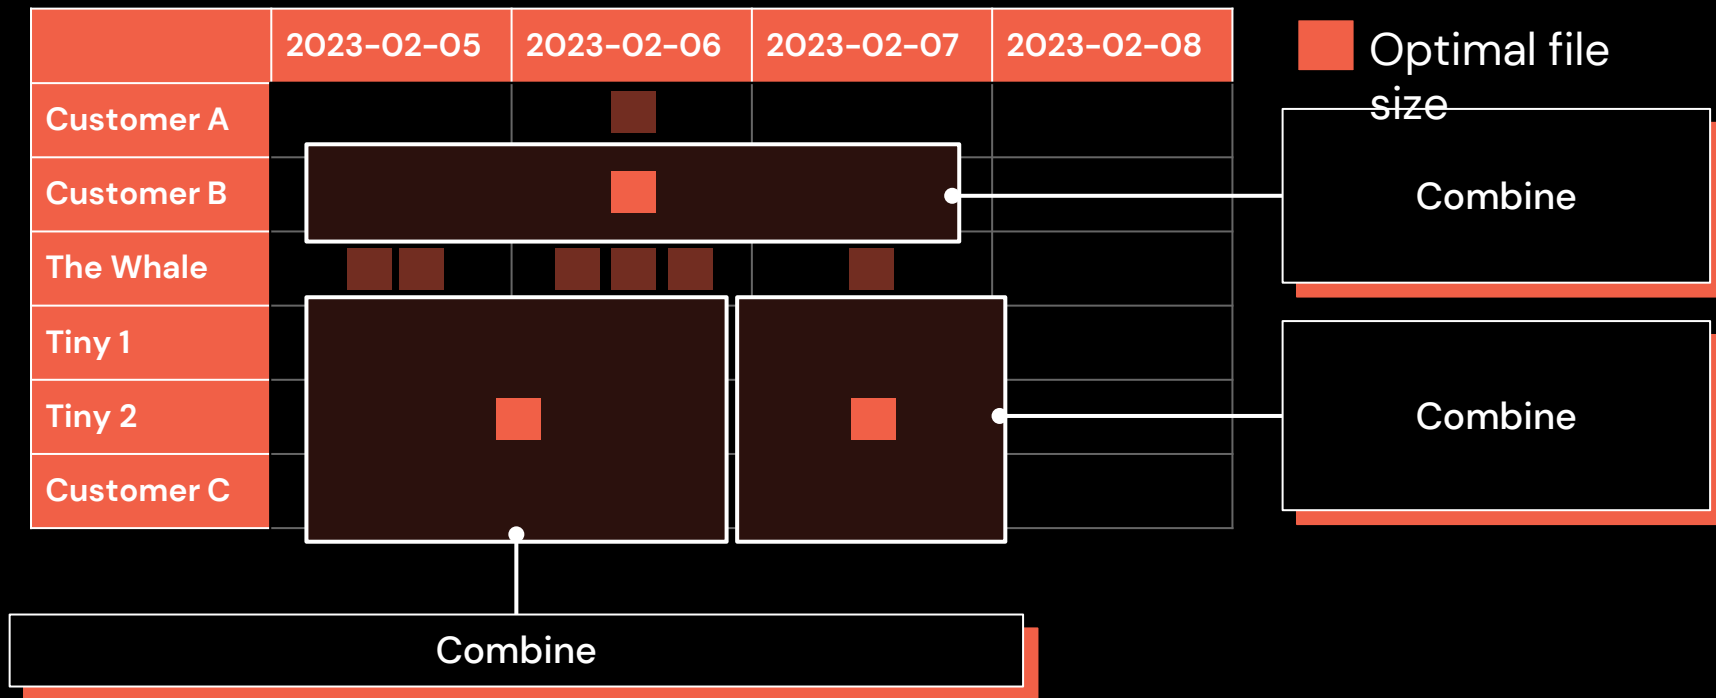 2023-02-05 2023-02-06 2023-02-07 2023-02-08
Optimal file
size
Customer A
Customer B
Combine
The Whale
Tiny 1
Tiny 2
Combine
Customer C
Combine